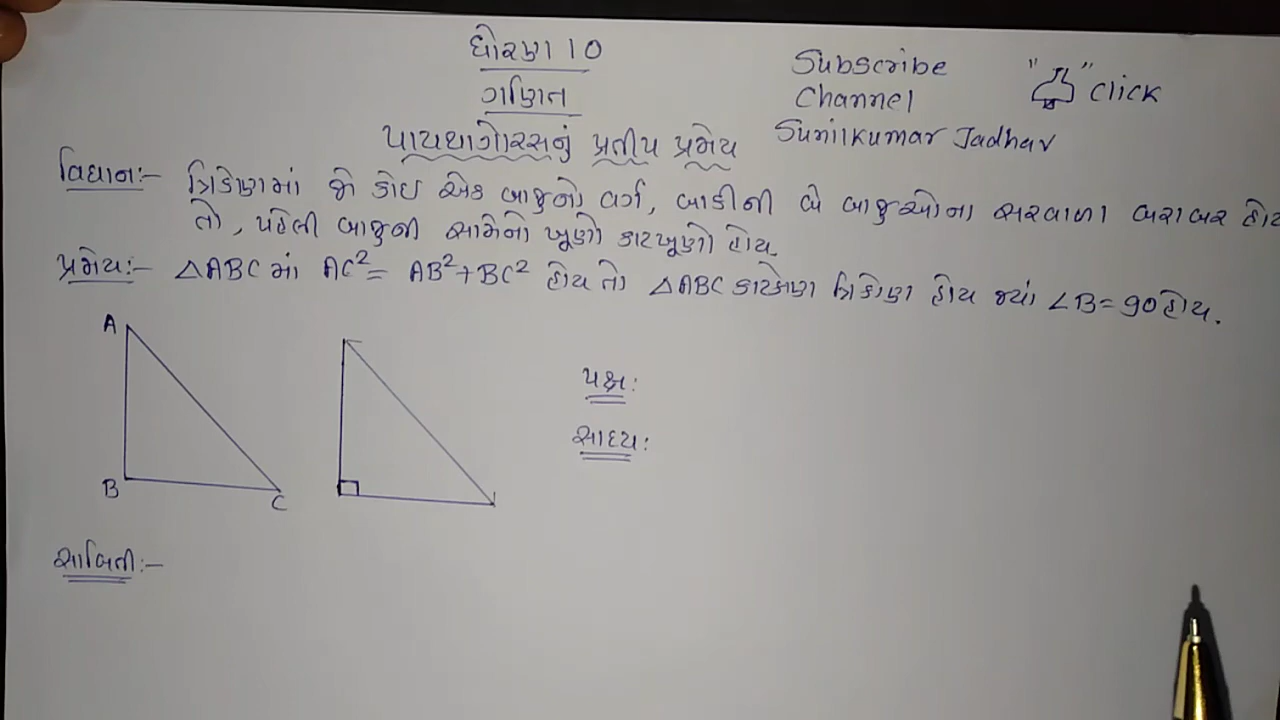 ધોરણ 10
ગણિત
Subscribe
Channel
Sunilkumar Jadhav
" " click
પાયથાગોરસનું પ્રતીપ પ્રમેય
વિધાન:- ત્રિકોણમાં જો કોઇ એક બાજુનો વર્ગ, બાકીની બે બાજુઓના સરવાળા બરાબર હોય
તો, પહેલી બાજુની સામેનો ખૂણો કાટખૂણો હોય.
પ્રમેય:- △ABC માં AC² = AB² + BC² હોય તો △ABC કાટકોણ ત્રિકોણ હોય જ્યાં ∠B = 90 હોય.
A
B
C
પક્ષ:
સાધ્ય:
સાબિતી:-